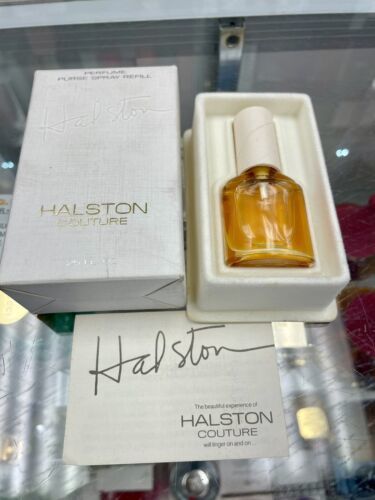 PERFUME
PURSE SPRAY REFILL
Halston
HALSTON
COUTURE
Halston
The beautiful experience of
HALSTON
COUTURE
will linger on and on...